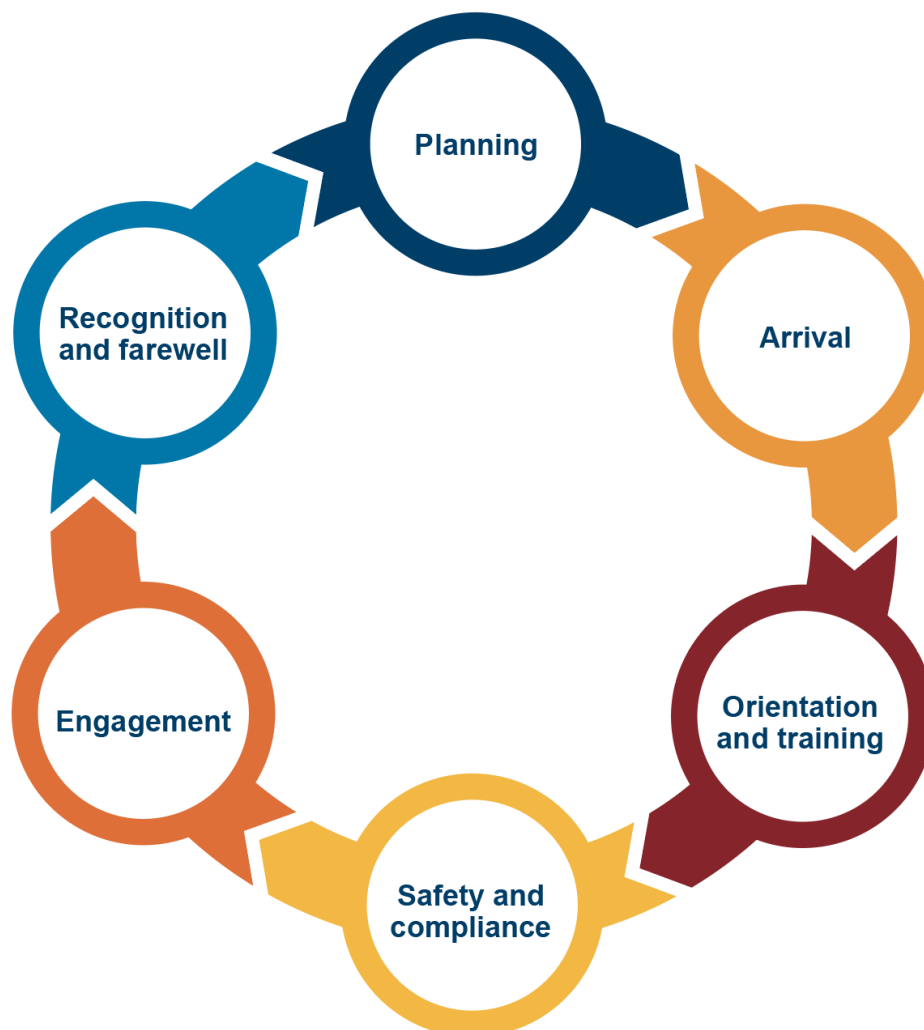 Planning
Arrival
Orientation
and training
Safety and
compliance
Engagement
Recognition
and farewell